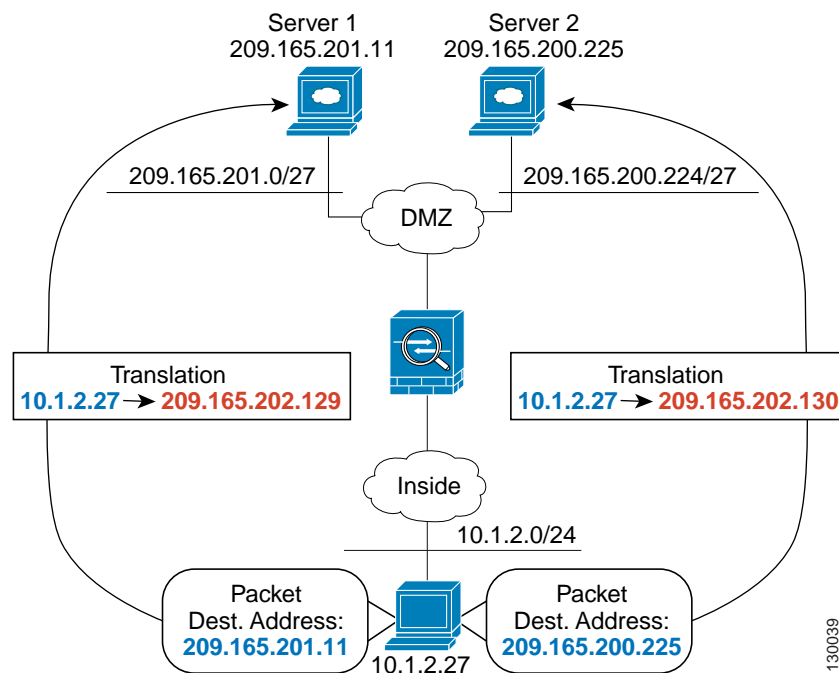 Server 1
209.165.201.11
Server 2
209.165.200.225
209.165.201.0/27
209.165.200.224/27
DMZ
Translation
10.1.2.27 209.165.202.129
Translation
10.1.2.27 209.165.202.130
Inside
10.1.2.0/24
Packet
Dest. Address:
209.165.201.11
Packet
Dest. Address:
209.165.200.225
10.1.2.27
130039